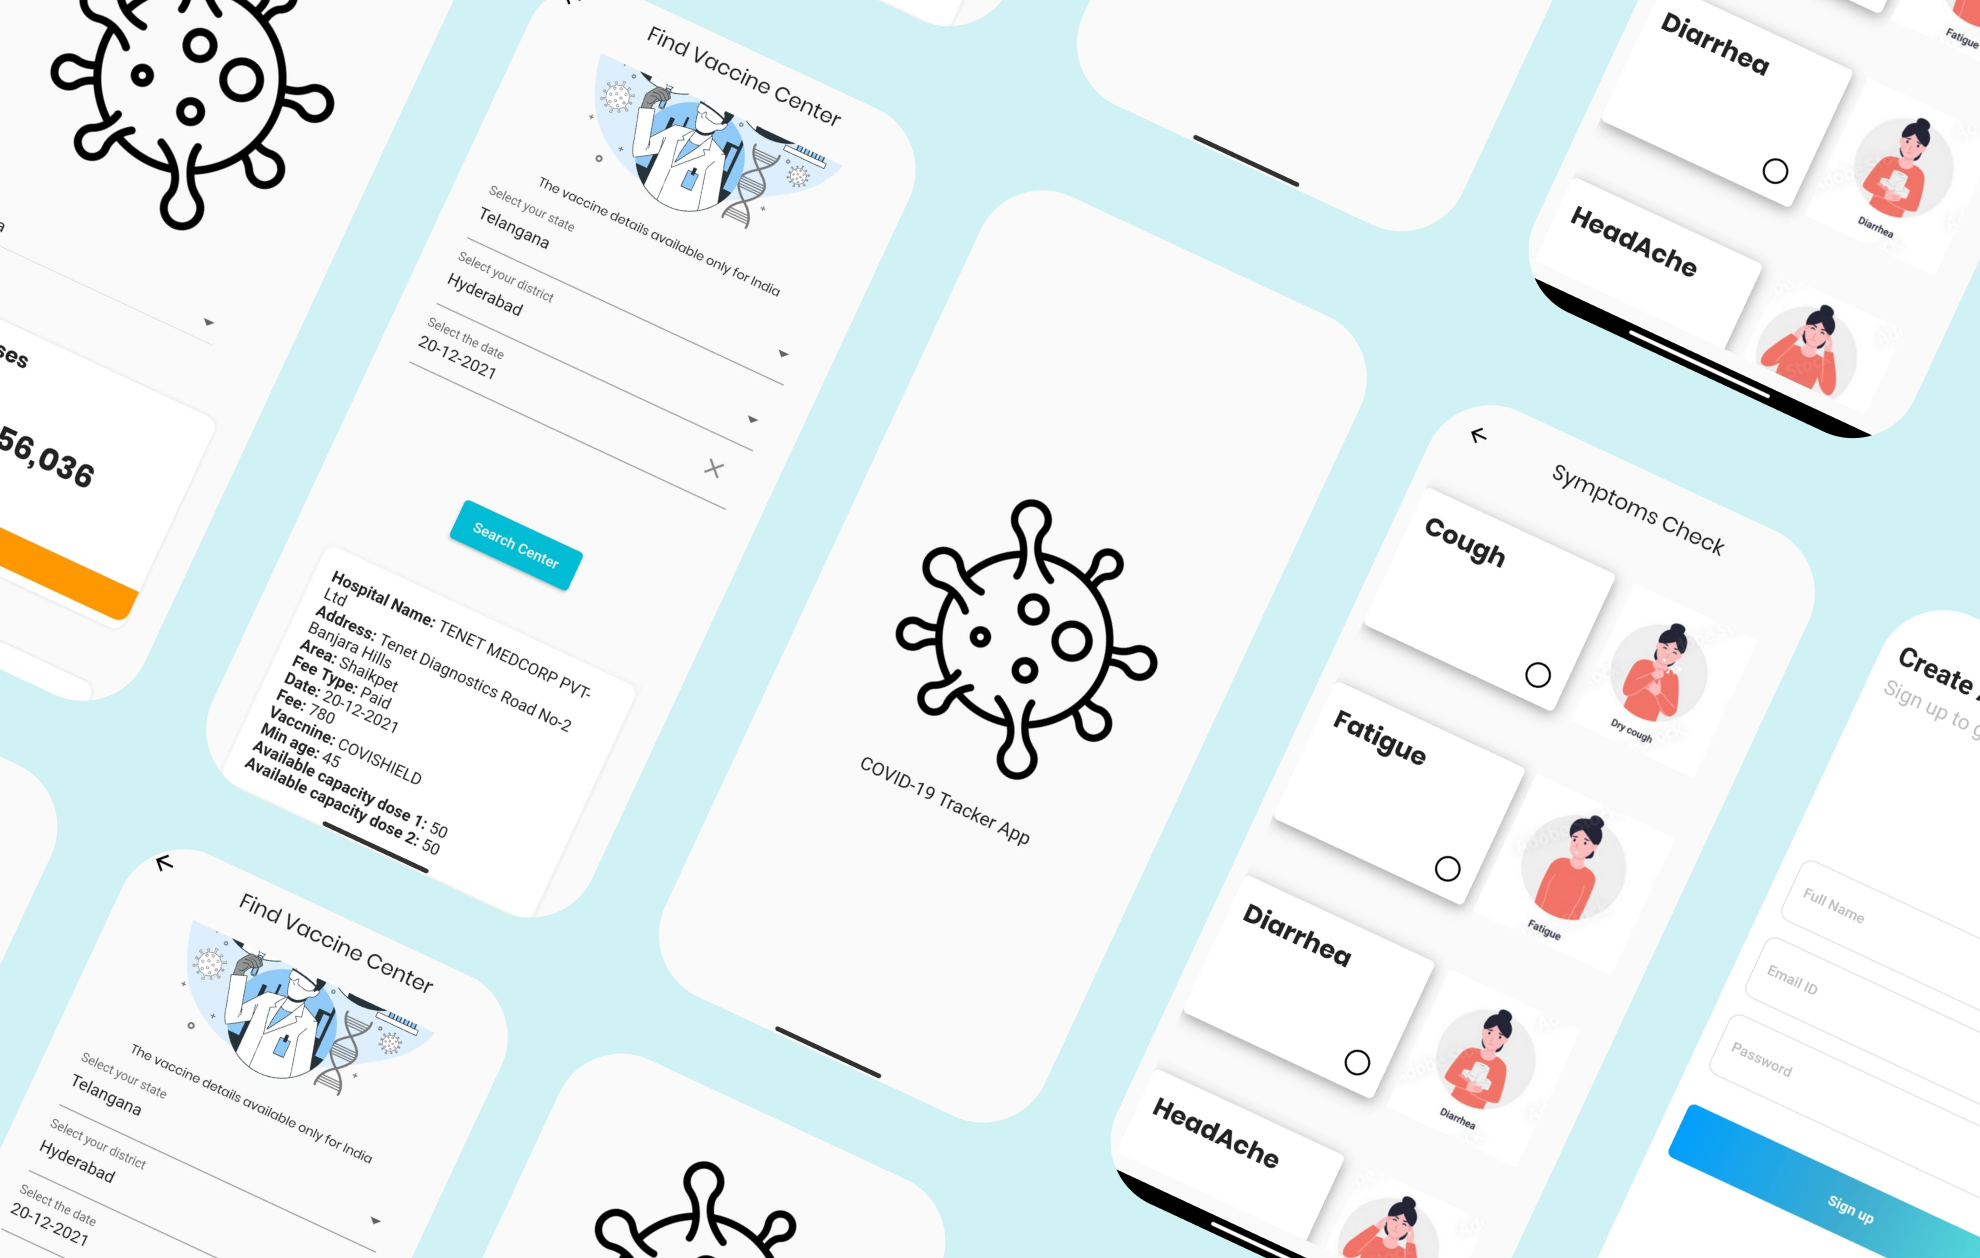 ses
56,036
Find Vaccine Center
The vaccine details available only for India
Select your state
Telangana
Select your district
Hyderabad
Select the date
20-12-2021
Search Center
Hospital Name: TENET MEDCORP PVT-
Ltd
Address: Tenet Diagnostics Road No-2
Banjara Hills
Area: Shaikpet
Fee Type: Paid
Date: 20-12-2021
Fee: 780
Vaccnine: COVISHIELD
Min age: 45
Available capacity dose 1: 50
Available capacity dose 2: 50
Find Vaccine Center
The vaccine details available only for India
Select your state
Telangana
Select your district
Hyderabad
Select the date
20-12-2021
COVID-19 Tracker App
Fatigue
Diarrhea
Diarrhea
HeadAche
Symptoms Check
Cough
Dry cough
Fatigue
Fatigue
Diarrhea
Diarrhea
HeadAche
Create
Sign up to g
Full Name
Email ID
Password
Sign up